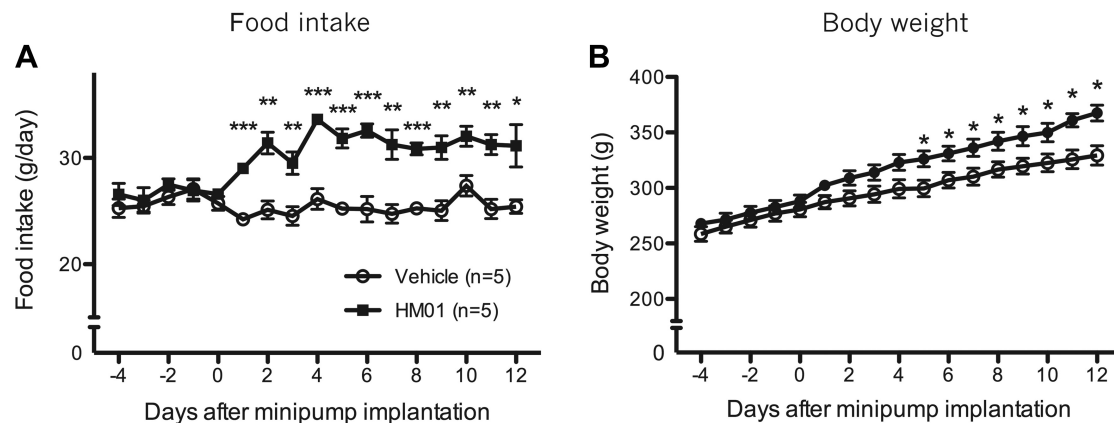 Food intake
Body weight
A
Food intake (g/day)
30
20
0
*** ** ** *** *** *** ** *** ** ** ** *
Vehicle (n=5)
HM01 (n=5)
-4 -2 0 2 4 6 8 10 12
Days after minipump implantation
B
Body weight (g)
400
350
300
250
200
0
* * * * * * * *
-4 -2 0 2 4 6 8 10 12
Days after minipump implantation